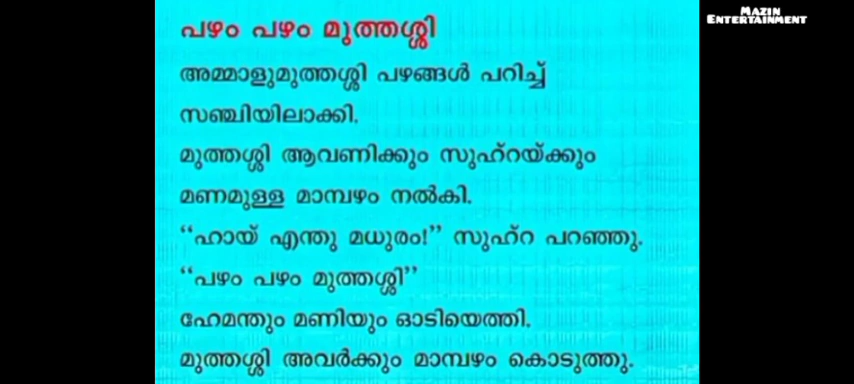 Mazin
Entertainment
പഴം പഴം മുത്തശ്ശി
അമ്മാളുമുത്തശ്ശി പഴങ്ങൾ പറിച്ച്
സഞ്ചിയിലാക്കി.
മുത്തശ്ശി ആവണിക്കും സുഹ്റയ്ക്കും
മണമുള്ള മാമ്പഴം നൽകി.
“ഹായ് എന്തു മധുരം!” സുഹ്റ പറഞ്ഞു.
“പഴം പഴം മുത്തശ്ശി”
ഹേമന്തും മണിയും ഓടിയെത്തി.
മുത്തശ്ശി അവർക്കും മാമ്പഴം കൊടുത്തു.